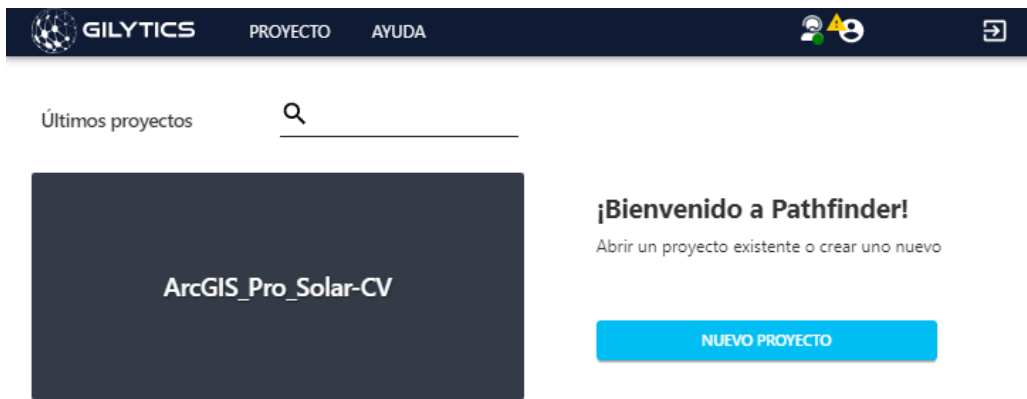 GILYTICS PROYECTO AYUDA
Últimos proyectos
¡Bienvenido a Pathfinder!
Abrir un proyecto existente o crear uno nuevo
ArcGIS_Pro_Solar-CV
NUEVO PROYECTO